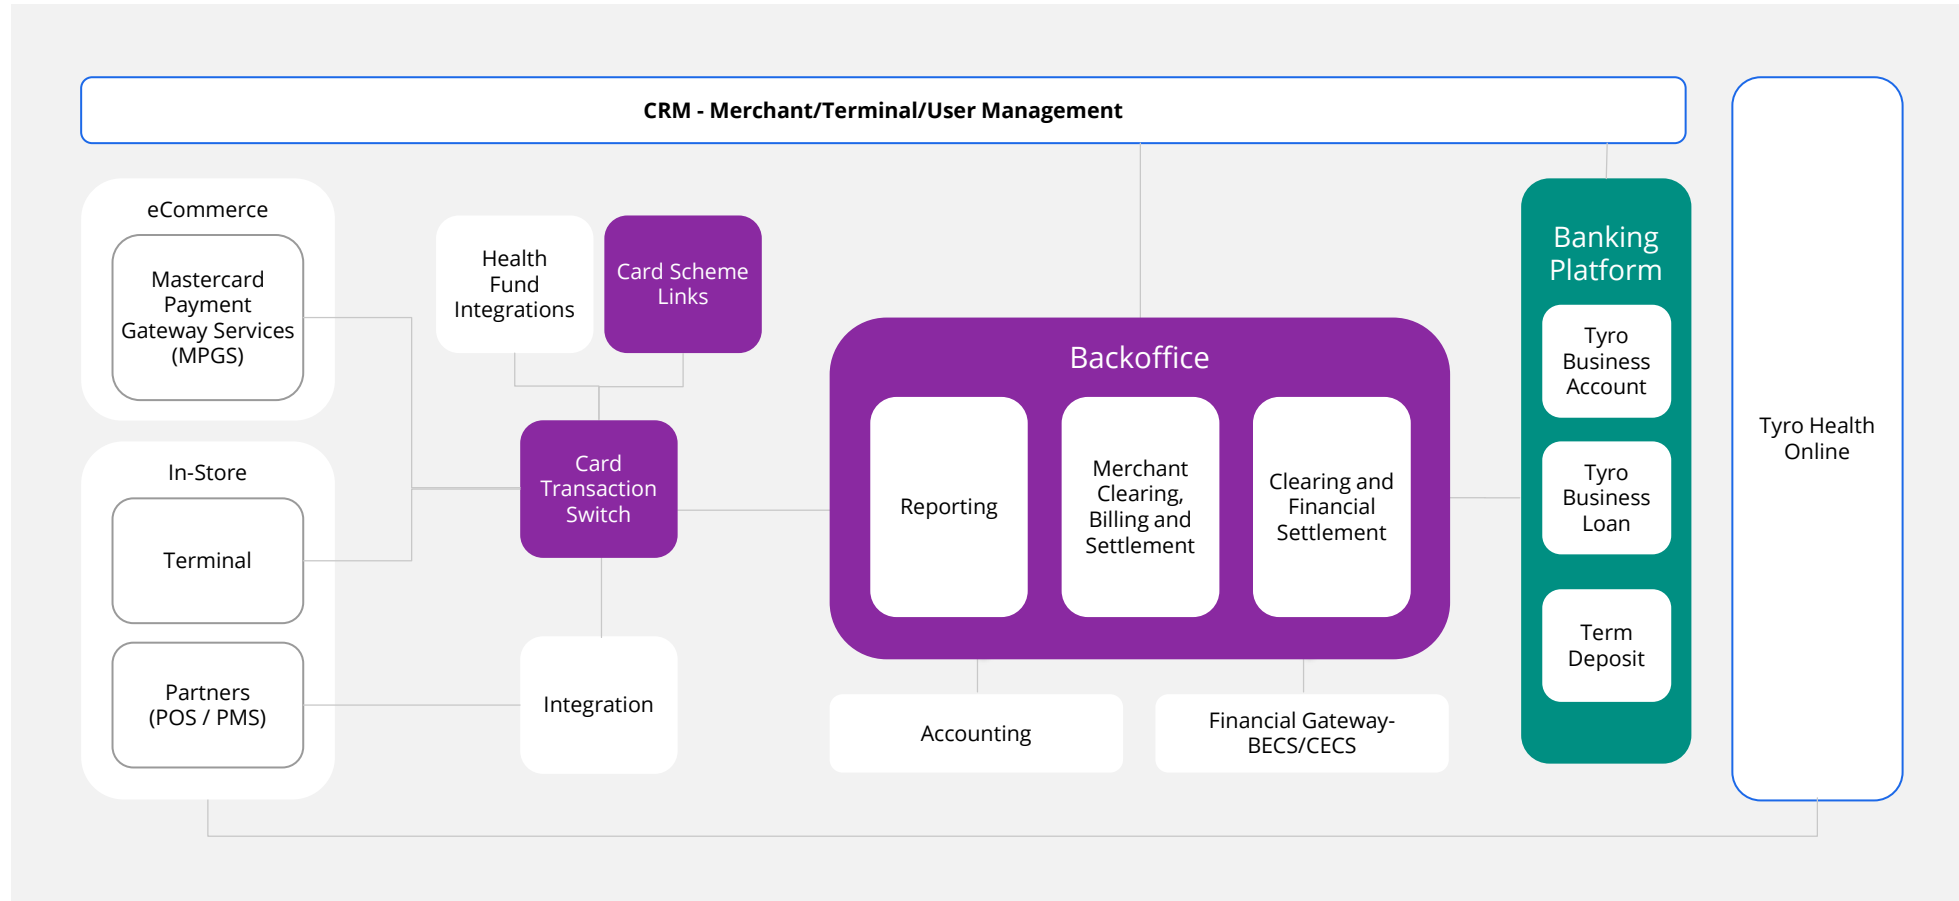 CRM - Merchant/Terminal/User Management
eCommerce
Mastercard
Payment
Gateway Services
(MPGS)
In-Store
Terminal
Partners
(POS / PMS)
Health
Fund
Integrations
Card Scheme
Links
Card
Transaction
Switch
Integration
Backoffice
Reporting
Merchant
Clearing,
Billing and
Settlement
Clearing and
Financial
Settlement
Accounting
Financial Gateway-
BECS/CECS
Banking
Platform
Tyro
Business
Account
Tyro
Business
Loan
Term
Deposit
Tyro Health
Online